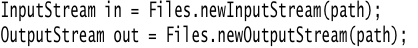 InputStream in = Files.newInputStream(path);
OutputStream out = Files.newOutputStream(path);